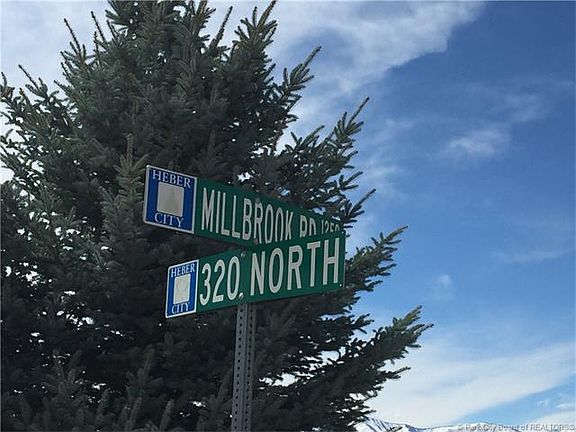 HEBER
CITY
MILLBROOK RD
HEBER
CITY
320 NORTH
© Park City Board of REALTORS®